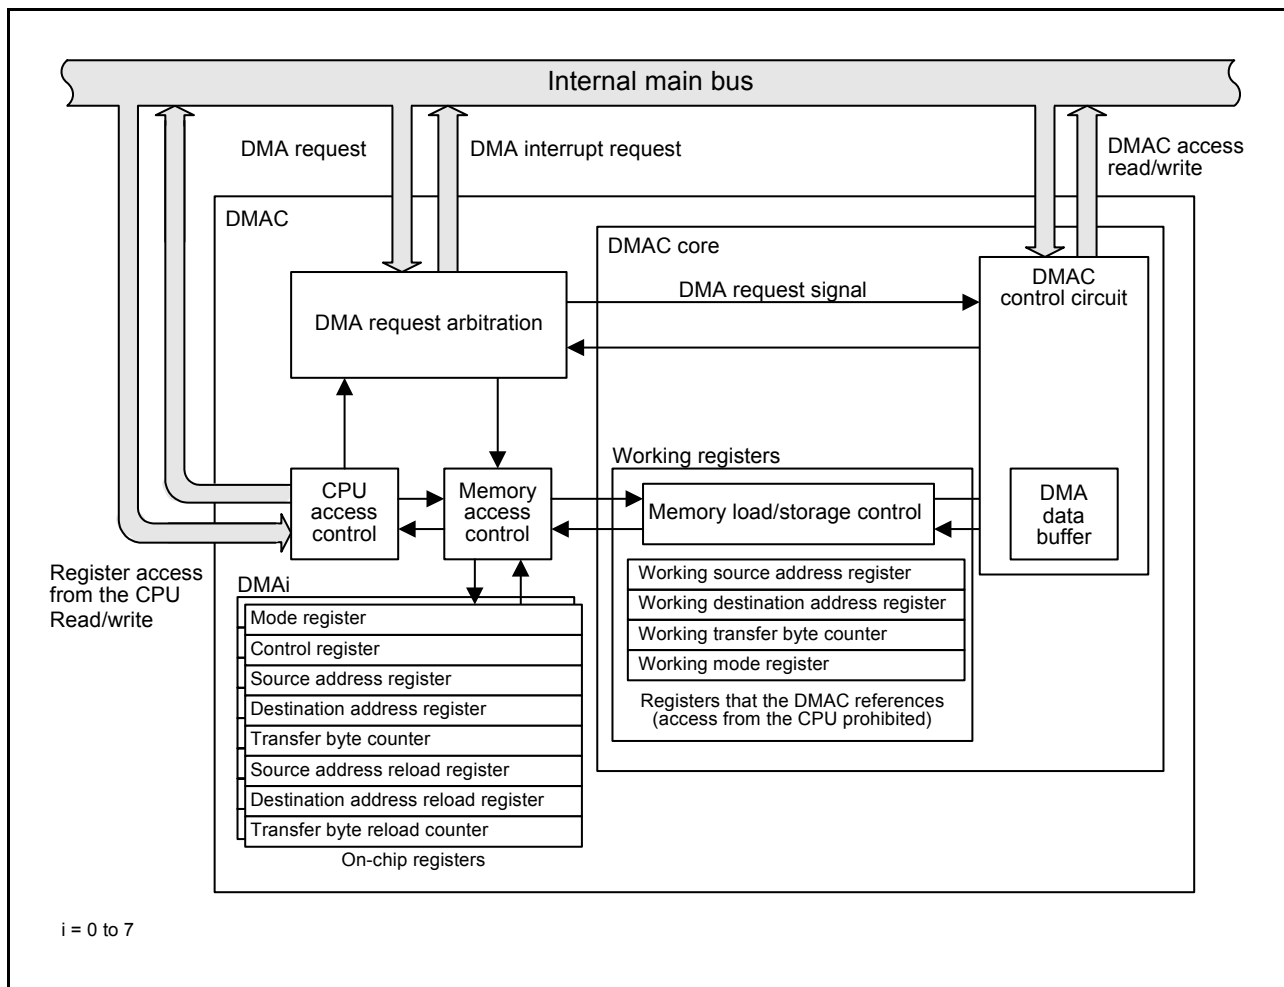 Internal main bus
DMA request
DMA interrupt request
DMAC access
read/write
DMAC
DMAC core
DMAC
control circuit
DMA request signal
DMA request arbitration
Working registers
CPU
access
control
Memory
access
control
Memory load/storage control
DMA
data
buffer
Register access
from the CPU
Read/write
DMAi
Mode register
Control register
Source address register
Destination address register
Transfer byte counter
Source address reload register
Destination address reload register
Transfer byte reload counter
On-chip registers
Working source address register
Working destination address register
Working transfer byte counter
Working mode register
Registers that the DMAC references
(access from the CPU prohibited)
i = 0 to 7